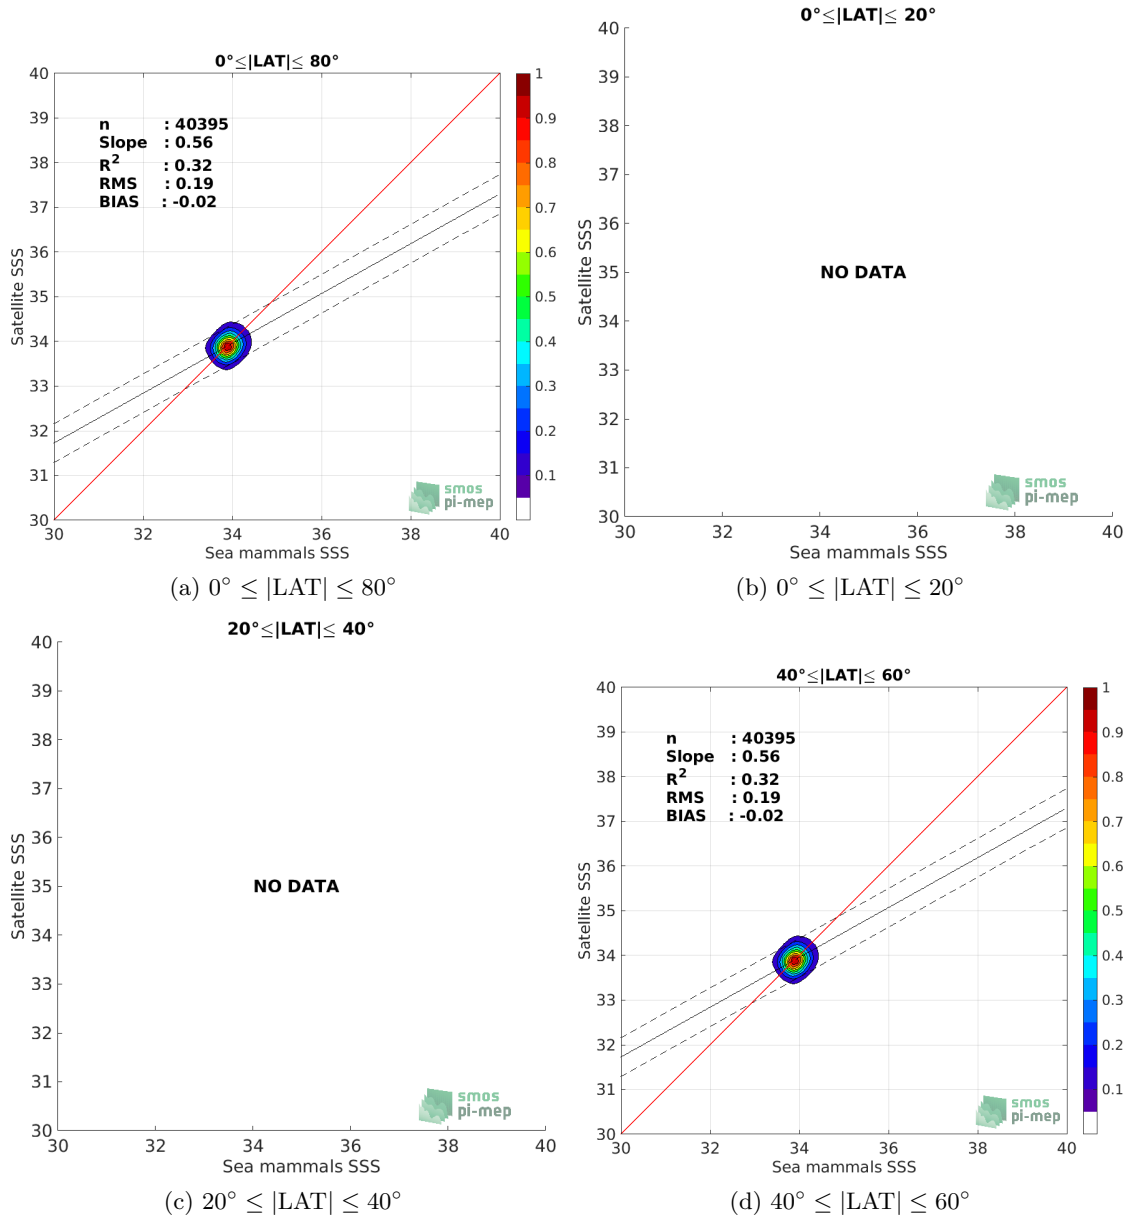 0°≤|LAT|≤ 80°
40
39
38
37
36
35
34
33
32
31
30
30
32
34
36
38
40
Satellite SSS
Sea mammals SSS
n : 40395
Slope : 0.56
R² : 0.32
RMS : 0.19
BIAS : -0.02
1
0.9
0.8
0.7
0.6
0.5
0.4
0.3
0.2
0.1
smos
pi-mep
(a) 0° ≤ |LAT| ≤ 80°
0°≤|LAT|≤ 20°
40
39
38
37
36
35
34
33
32
31
30
30
32
34
36
38
40
Satellite SSS
Sea mammals SSS
NO DATA
smos
pi-mep
(b) 0° ≤ |LAT| ≤ 20°
20°≤|LAT|≤ 40°
40
39
38
37
36
35
34
33
32
31
30
30
32
34
36
38
40
Satellite SSS
Sea mammals SSS
NO DATA
smos
pi-mep
(c) 20° ≤ |LAT| ≤ 40°
40°≤|LAT|≤ 60°
40
39
38
37
36
35
34
33
32
31
30
30
32
34
36
38
40
Satellite SSS
Sea mammals SSS
n : 40395
Slope : 0.56
R² : 0.32
RMS : 0.19
BIAS : -0.02
1
0.9
0.8
0.7
0.6
0.5
0.4
0.3
0.2
0.1
smos
pi-mep
(d) 40° ≤ |LAT| ≤ 60°